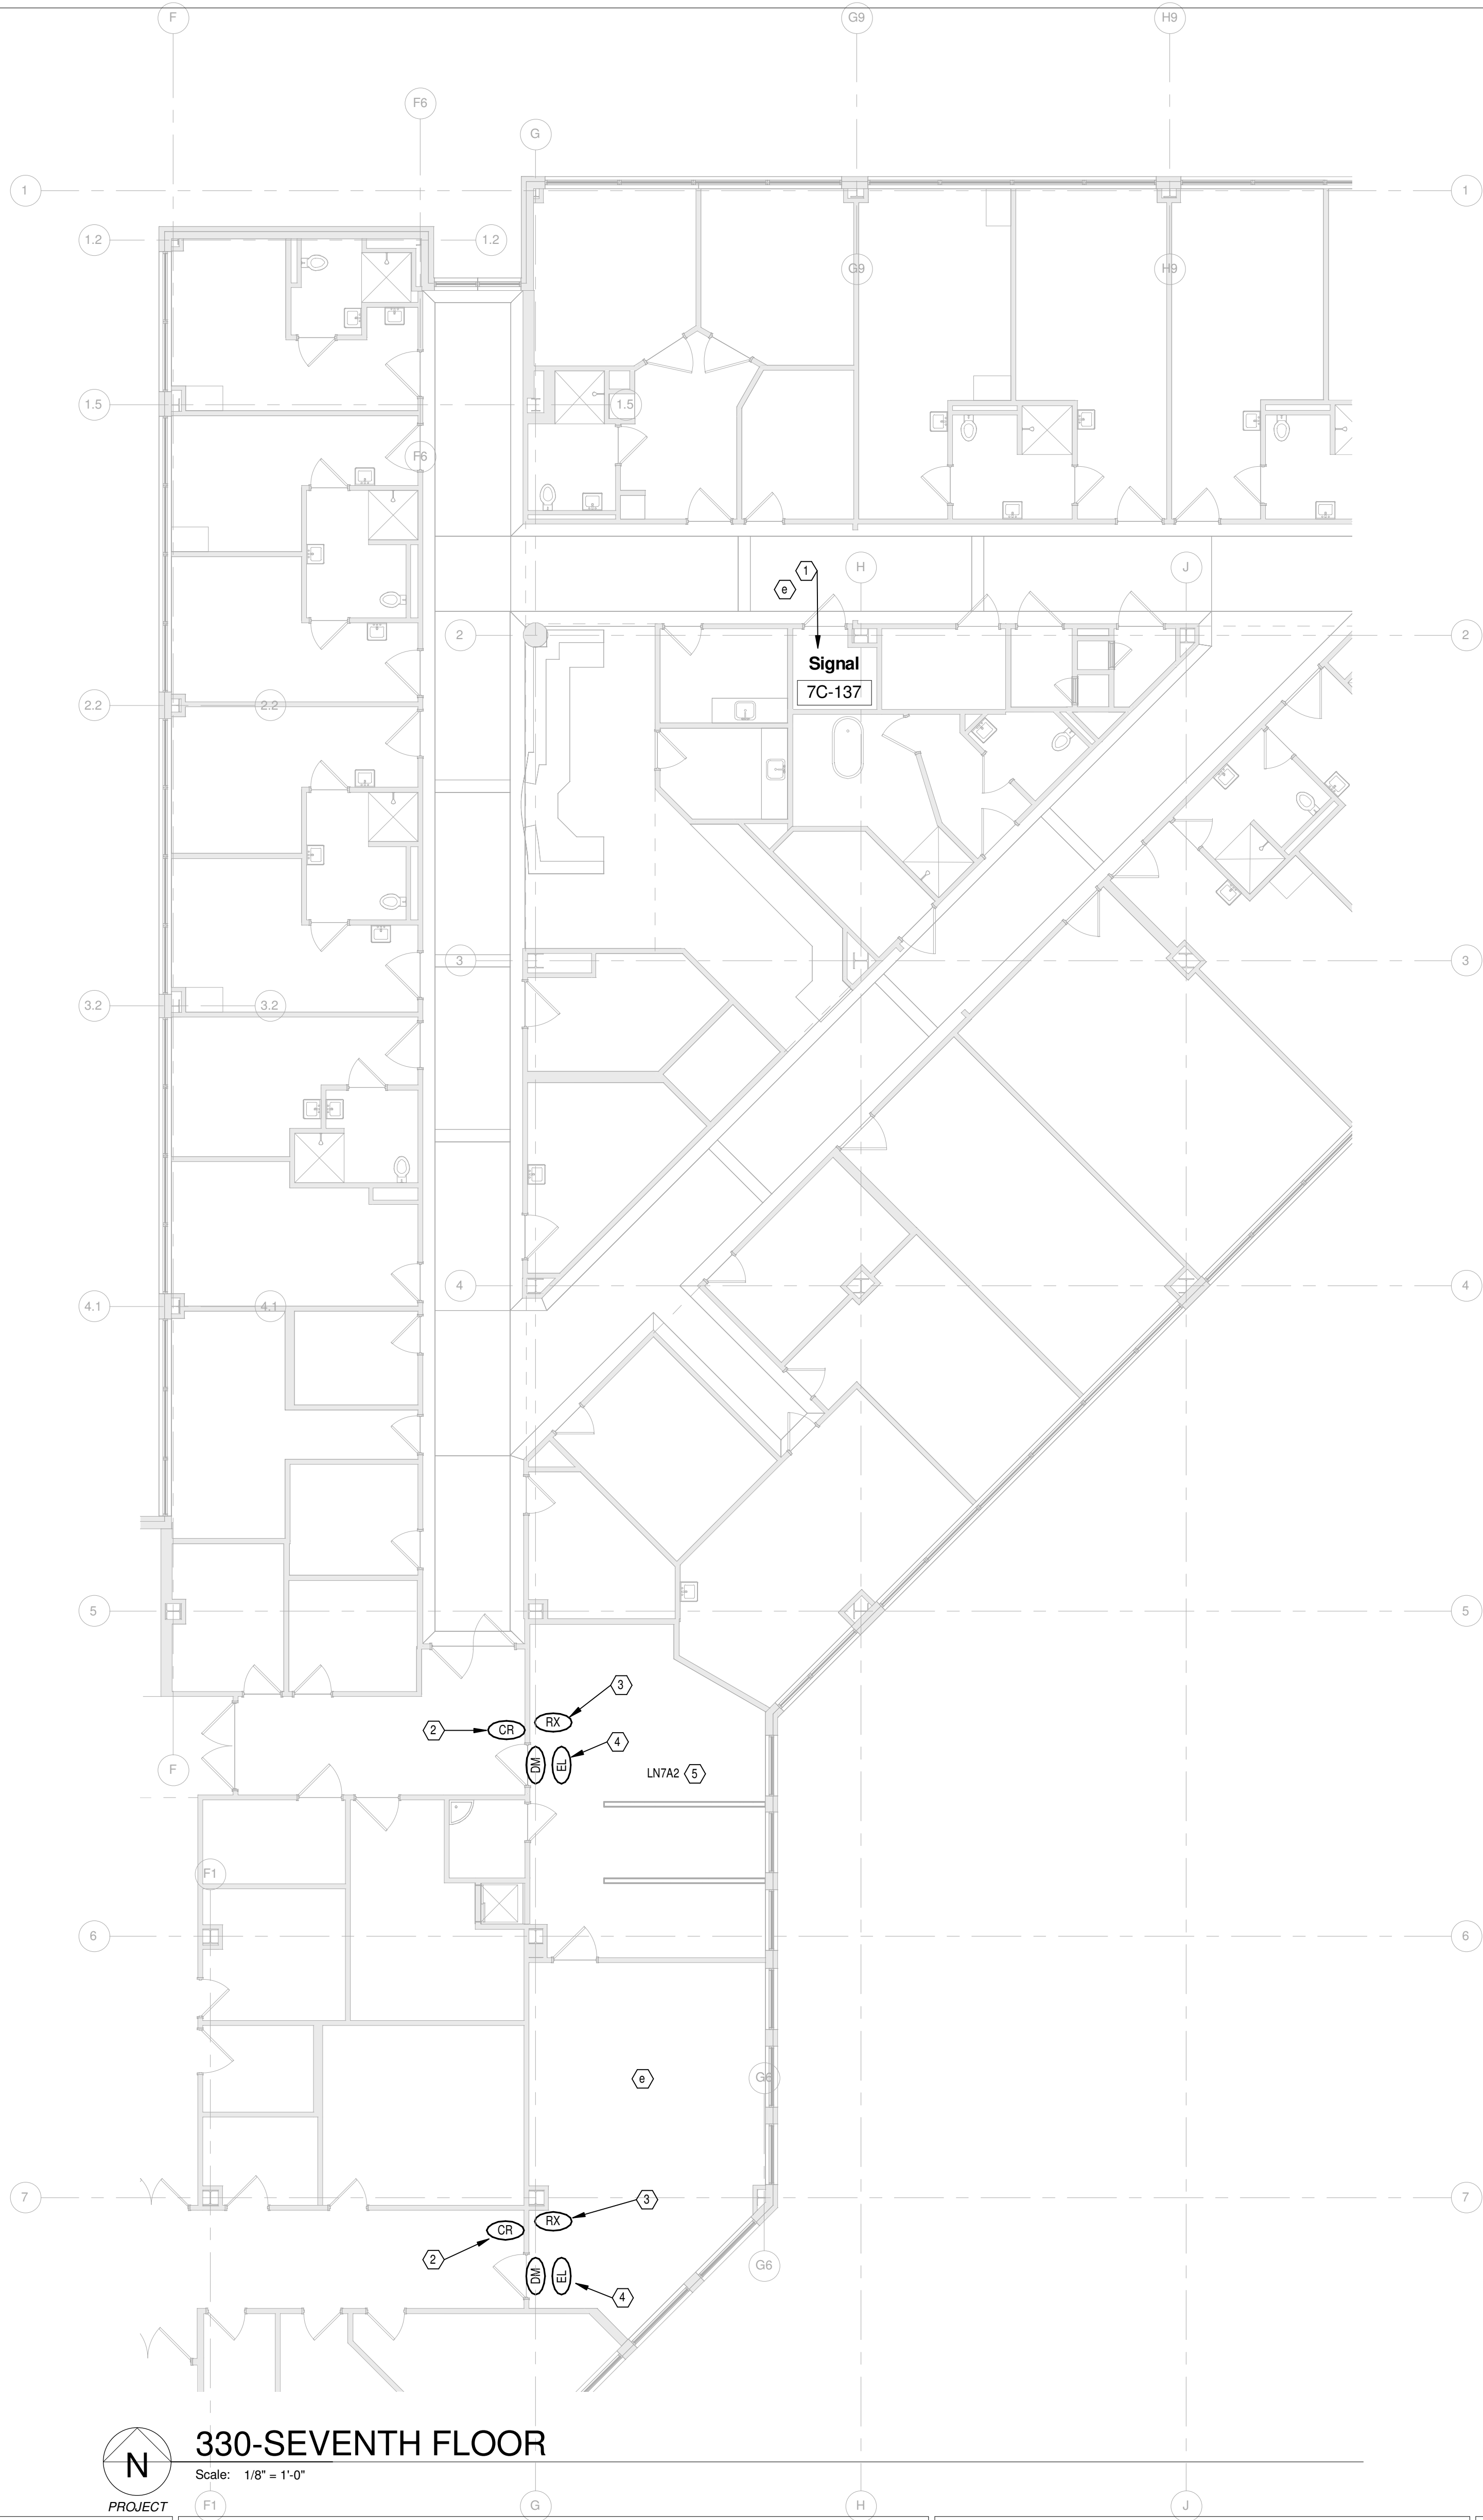 F
G9
H9
F6
G
1
1
1.2
1.2
G9
H9
1.5
1.5
F6
1
e
H
J
2
2
Signal
7C-137
2.2
2.2
3
3
3.2
3.2
4
4
4.1
4.1
5
5
3
2
CR
RX
4
DM
EL
F
LN7A2
5
F1
6
6
e
G6
7
7
3
CR
RX
2
G6
DM
EL
4
330-SEVENTH FLOOR
N
Scale: 1/8" = 1'-0"
PROJECT
F1
G
H
J